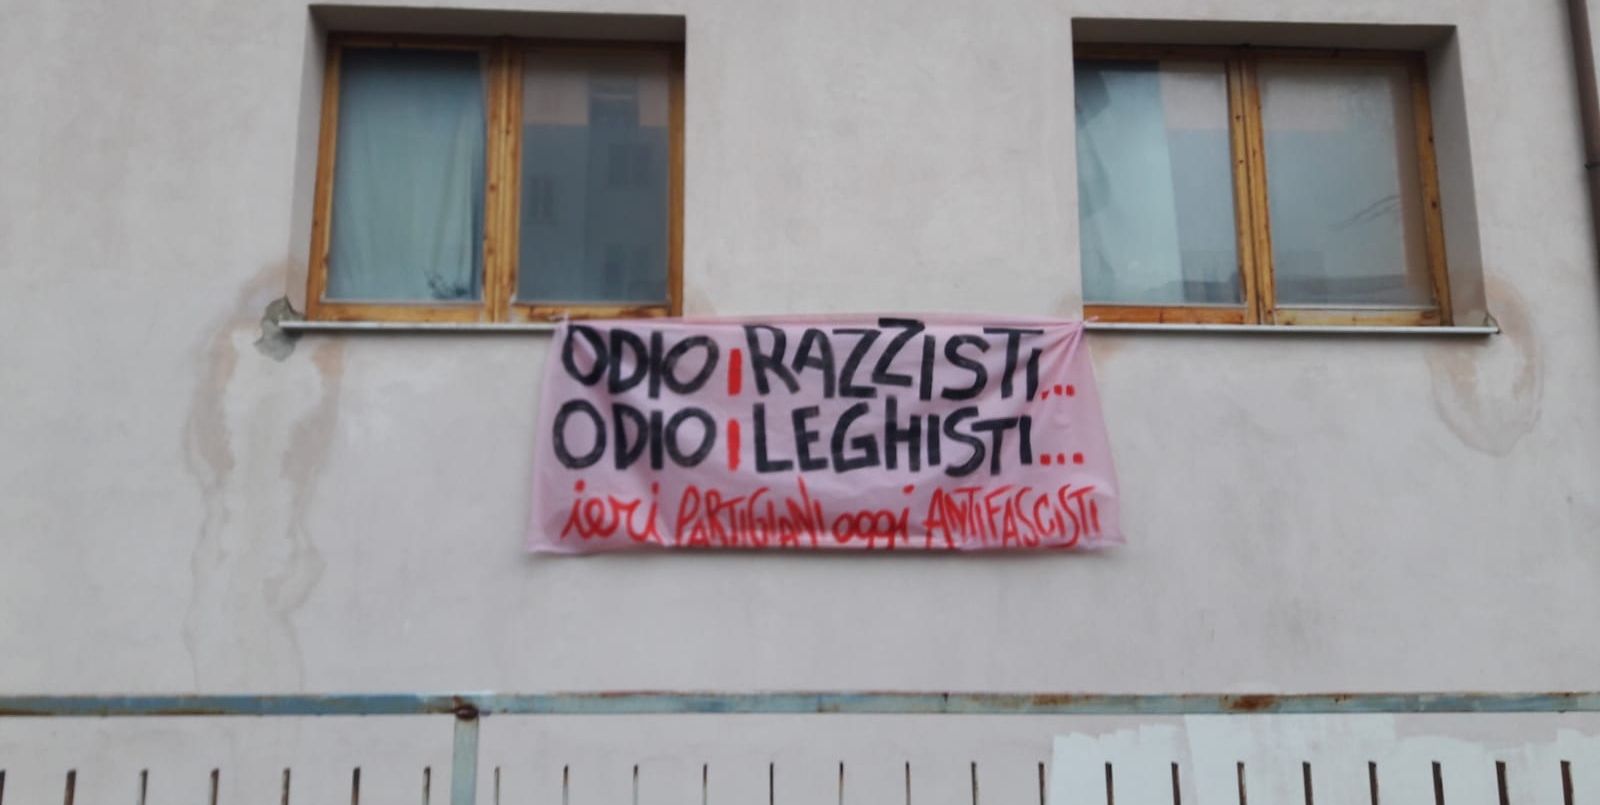 ODIO I RAZZISTI...
ODIO I LEGHISTI...
ieri PARTIGIANI oggi ANTIFASCISTI